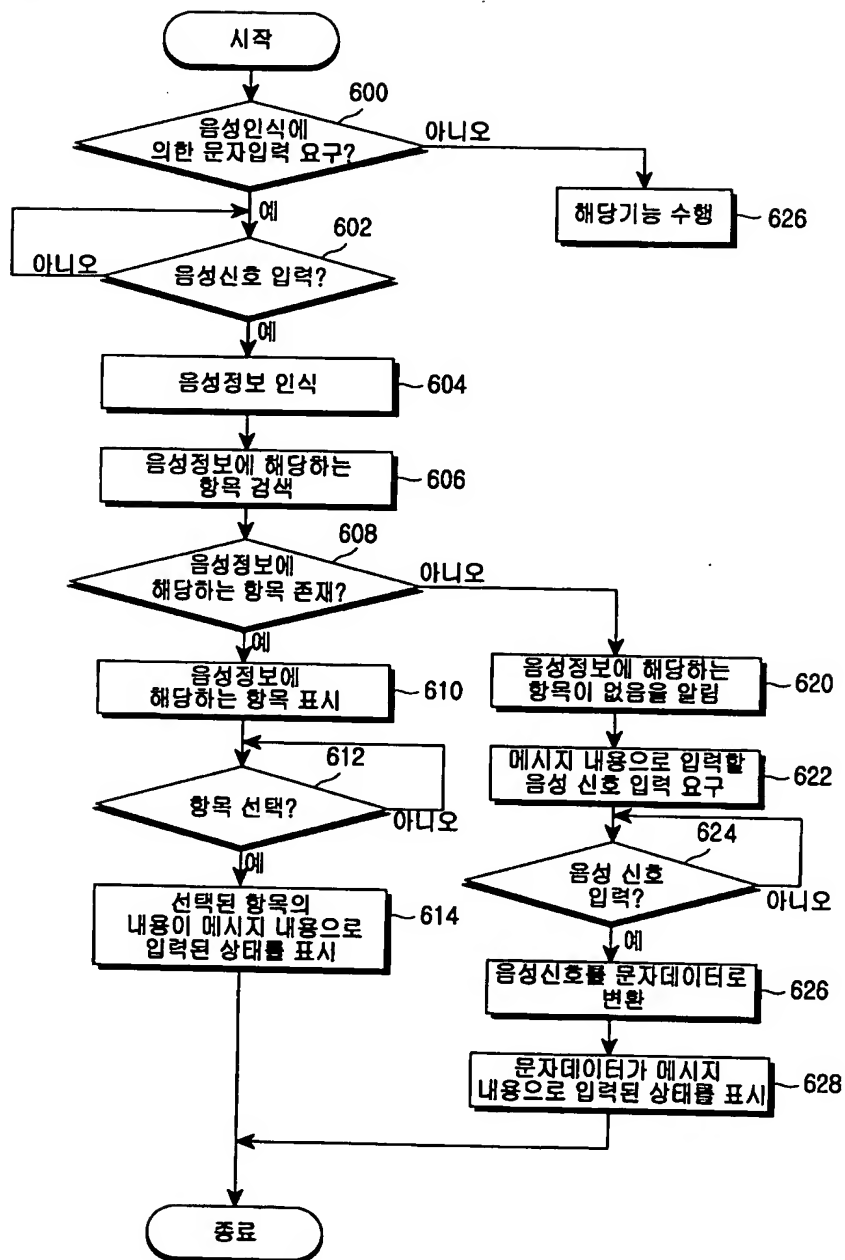 시작
600
음성인식에
의한 문자입력 요구?
아니오
예
해당기능 수행
626
602
음성신호 입력?
아니오
예
음성정보 인식
604
음성정보에 해당하는
항목 검색
606
608
음성정보에
해당하는 항목 존재?
아니오
예
음성정보에
해당하는 항목 표시
610
612
항목 선택?
아니오
예
선택된 항목의
내용이 메시지 내용으로
입력된 상태를 표시
614
음성정보에 해당하는
항목이 없음을 알림
620
메시지 내용으로 입력할
음성 신호 입력 요구
622
624
음성 신호
입력?
아니오
예
음성신호를 문자데이터로
변환
626
문자데이터가 메시지
내용으로 입력된 상태를 표시
628
종료